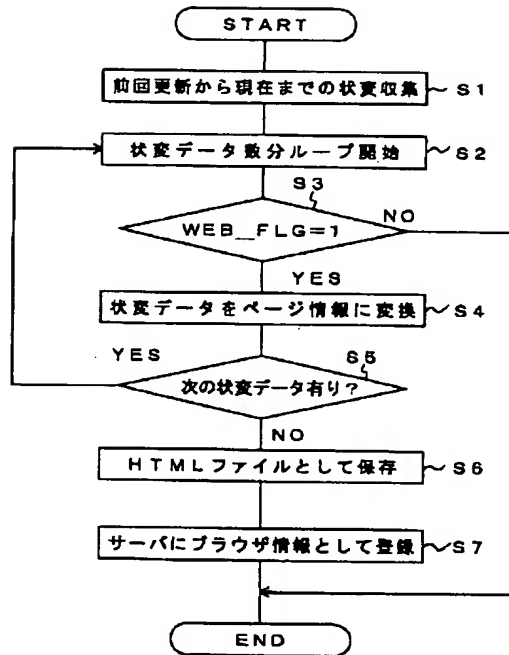 START
前回更新から現在までの状変収集
S1
状変データ数分ループ開始
S2
S3
WEB_FLG=1
NO
YES
状変データをページ情報に変換
S4
YES
S5
次の状変データ有り?
NO
HTMLファイルとして保存
S6
サーバにブラウザ情報として登録
S7
END